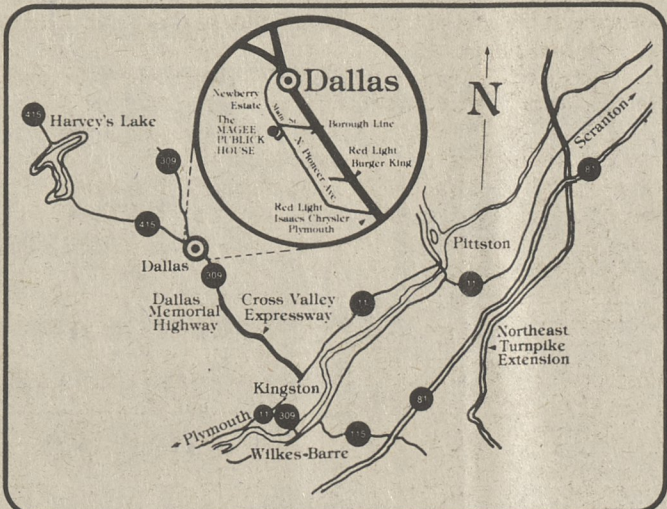 415
Harvey's Lake
309
415
Dallas
309
Dallas
Memorial
Highway
Cross Valley
Expressway
Dallas
Newberry
Estate
Main St.
The
MAGEE
PUBLICK
HOUSE
Borough Line
N. Pioneer Ave.
Red Light
Burger King
Red Light
Isaacs Chrysler
Plymouth
N
Scranton
81
Pittston
11
11
Northeast
Turnpike
Extension
Kingston
81
Plymouth
11
309
115
Wilkes-Barre